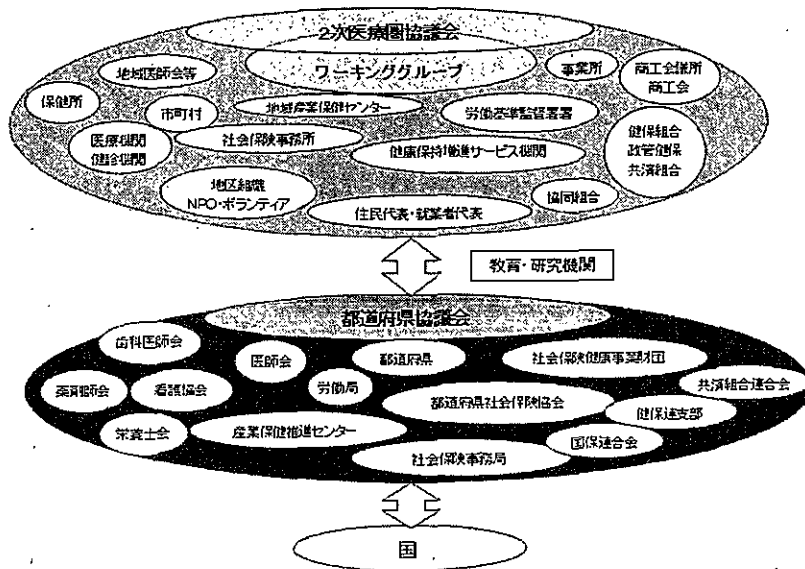 2次医療圏協議会
ワーキンググループ
事業所
商工会議所
商工会
地域医師会等
保健所
市町村
地域産業保健センター
労働基準監督署署
医療機関
健診機関
社会保険事務所
健康保持増進サービス機関
健保組合
政管健保
共済組合
地区組織
NPO・ボランティア
住民代表・就業者代表
協同組合
教育・研究機関
都道府県協議会
歯科医師会
医師会
都道府県
社会保険健康事業財団
薬剤師会
看護協会
労働局
都道府県社会保険協会
共済組合連合会
健保連支部
栄養士会
産業保健推進センター
社会保険事務局
国保連合会
国